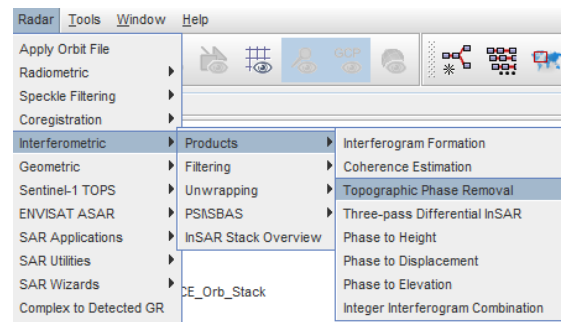 Radar Tools Window Help
Apply Orbit File
Radiometric
Speckle Filtering
Coregistration
Interferometric
Geometric
Sentinel-1 TOPS
ENVISAT ASAR
SAR Applications
SAR Utilities
SAR Wizards
Complex to Detected GR
GCP
Products
Filtering
Unwrapping
PSI\SBAS
InSAR Stack Overview
CE_Orb_Stack
Interferogram Formation
Coherence Estimation
Topographic Phase Removal
Three-pass Differential InSAR
Phase to Height
Phase to Displacement
Phase to Elevation
Integer Interferogram Combination